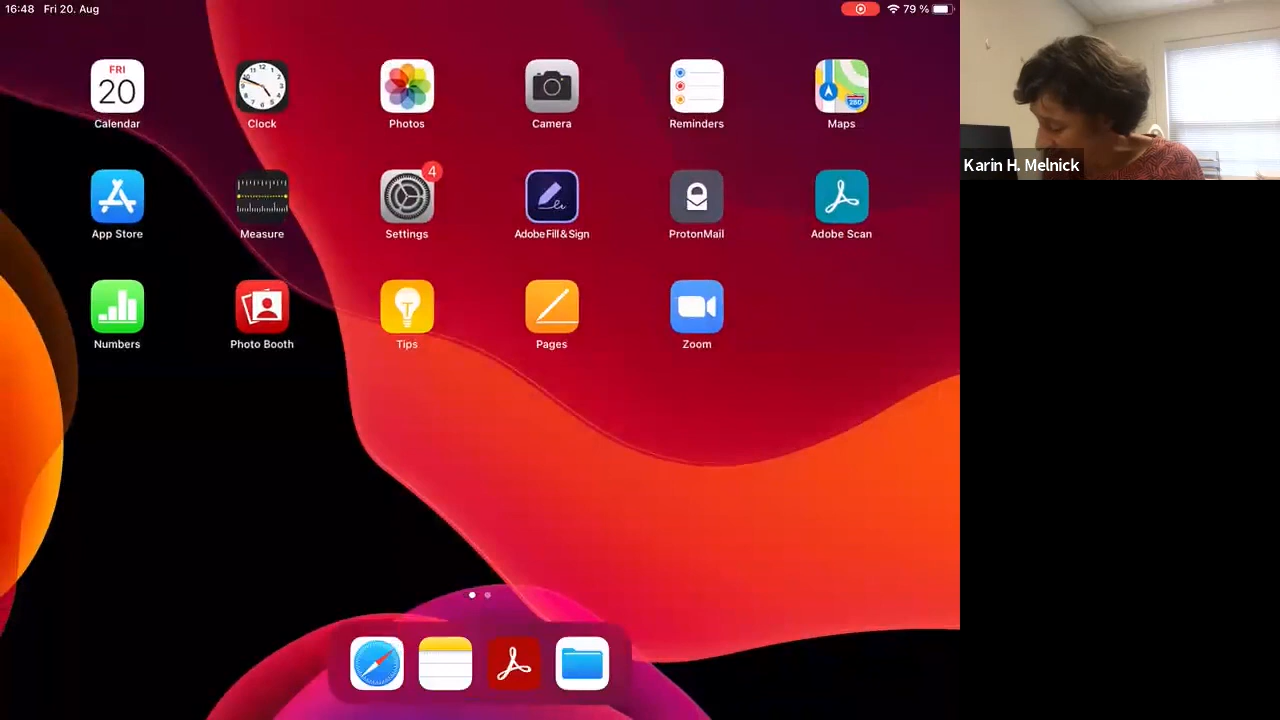 16:48 Fri 20. Aug 79 %
FRI
20
Calendar
Clock
Photos
Camera
Reminders
280
Maps
App Store
Measure
4
Settings
Adobe Fill & Sign
ProtonMail
Adobe Scan
Numbers
Photo Booth
Tips
Pages
Zoom
Karin H. Melnick